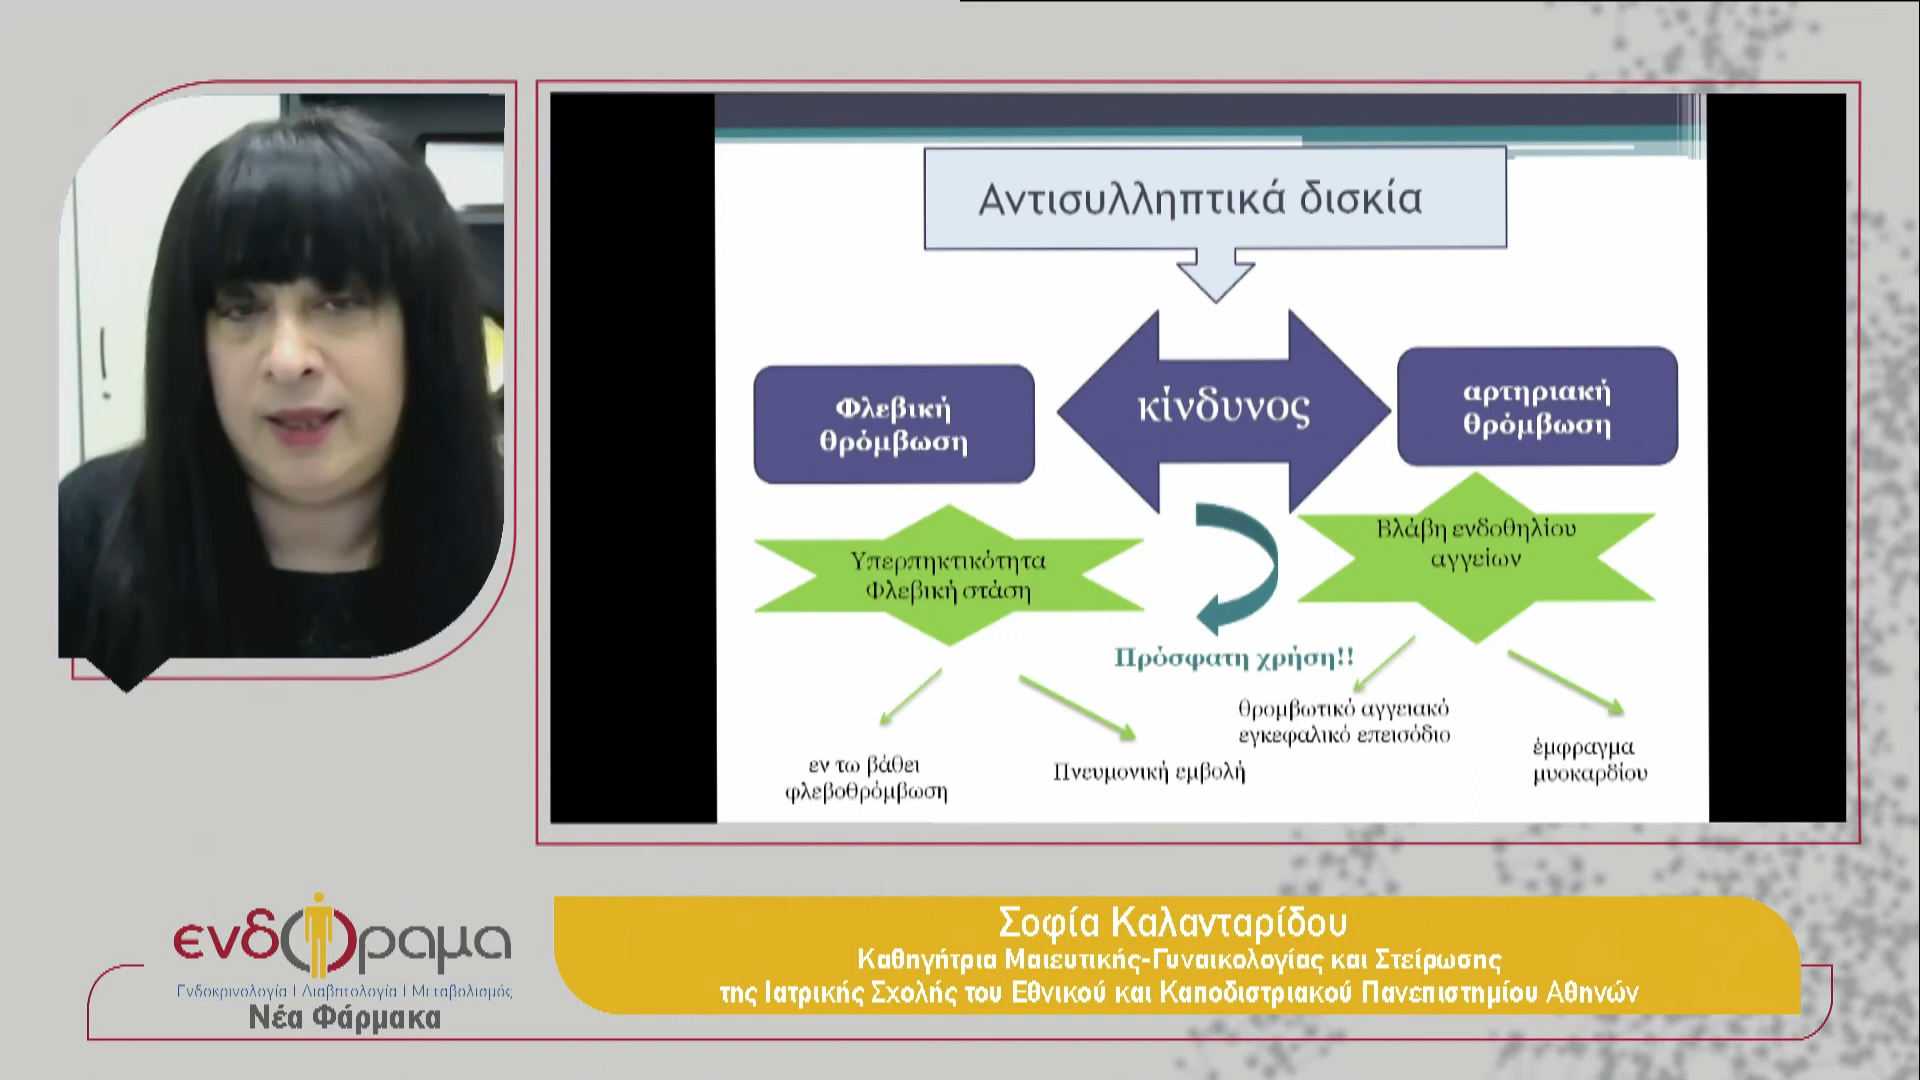 Αντισυλληπτικά δισκία
κίνδυνος
Φλεβική
θρόμβωση
αρτηριακή
θρόμβωση
Υπερπηκτικότητα
Φλεβική στάση
Βλάβη ενδοθηλίου
αγγείων
Πρόσφατη χρήση!!
εν τω βάθει
φλεβοθρόμβωση
Πνευμονική εμβολή
θρομβωτικό αγγειακό
εγκεφαλικό επεισόδιο
έμφραγμα
μυοκαρδίου
ενδόραμα
Ενδοκρινολογία | Διαβητολογία | Μεταβολισμός
Νέα Φάρμακα
Σοφία Καλανταρίδου
Καθηγήτρια Μαιευτικής-Γυναικολογίας και Στείρωσης
της Ιατρικής Σχολής του Εθνικού και Καποδιστριακού Πανεπιστημίου Αθηνών